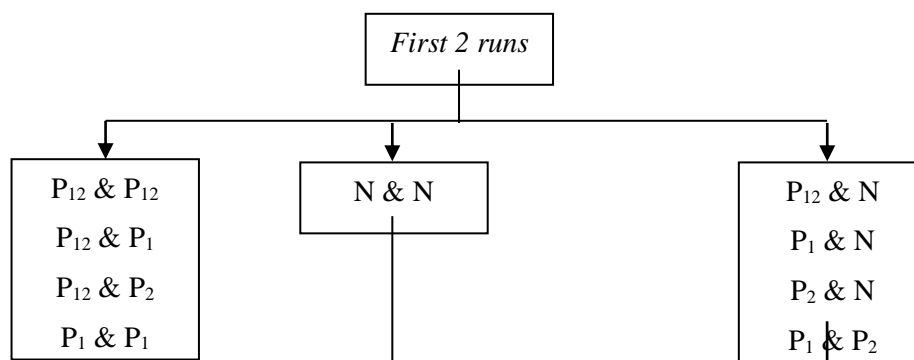 First 2 runs
P₁₂ & P₁₂
P₁₂ & P₁
P₁₂ & P₂
P₁ & P₁
N & N
P₁₂ & N
P₁ & N
P₂ & N
P₁ & P₂